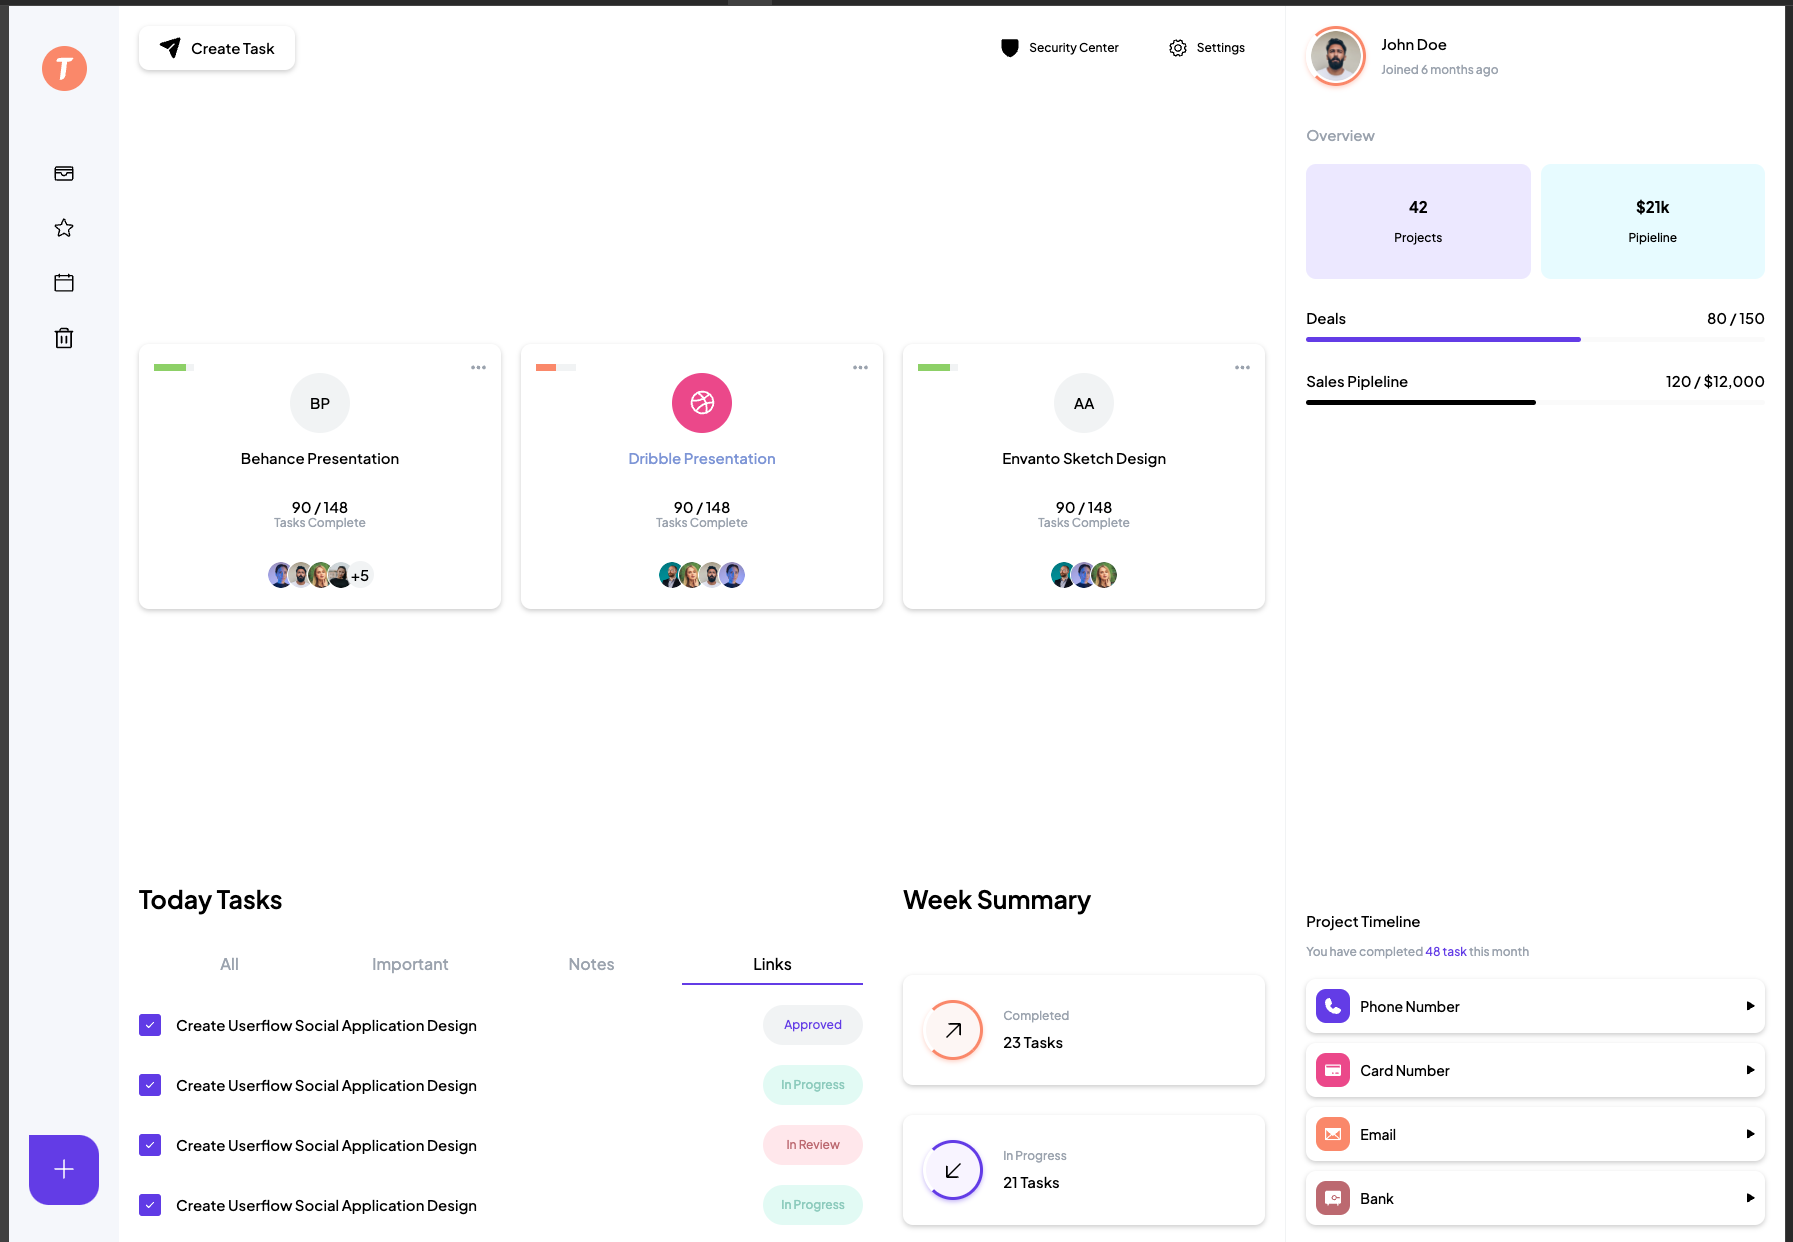 T
Create Task
Security Center
Settings
BP
Behance Presentation
90 / 148
Tasks Complete
+5
Dribble Presentation
90 / 148
Tasks Complete
AA
Envanto Sketch Design
90 / 148
Tasks Complete
Today Tasks
All
Important
Notes
Links
Create Userflow Social Application Design
Approved
Create Userflow Social Application Design
In Progress
Create Userflow Social Application Design
In Review
Create Userflow Social Application Design
In Progress
Week Summary
Completed
23 Tasks
In Progress
21 Tasks
John Doe
Joined 6 months ago
Overview
42
Projects
$21k
Pipieline
Deals
80 / 150
Sales Pipleline
120 / $12,000
Project Timeline
You have completed 48 task this month
Phone Number
Card Number
Email
Bank